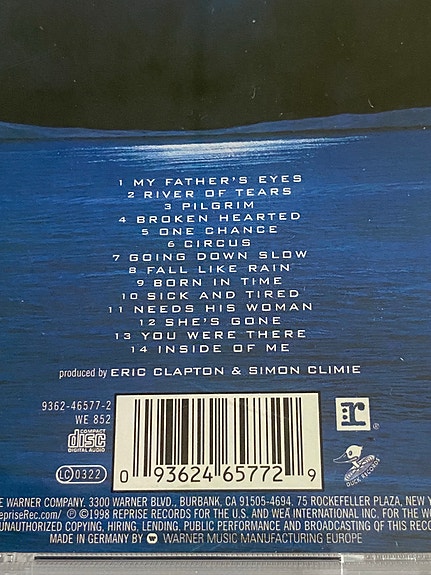 1 MY FATHER'S EYES
2 RIVER OF TEARS
3 PILGRIM
4 BROKEN HEARTED
5 ONE CHANCE
6 CIRCUS
7 GOING DOWN SLOW
8 FALL LIKE RAIN
9 BORN IN TIME
10 SICK AND TIRED
11 NEEDS HIS WOMAN
12 SHE'S GONE
13 YOU WERE THERE
14 INSIDE OF ME
produced by ERIC CLAPTON & SIMON CLIMIE
9362-46577-2
WE 852
COMPACT
disc
DIGITAL AUDIO
LC 0322
0 93624 65772 9
r ®
DUCK RECORDS
E WARNER COMPANY. 3300 WARNER BLVD., BURBANK, CA 91505-4694. 75 ROCKEFELLER PLAZA, NEW Y
epriseRec.com/ ℗ ©1998 REPRISE RECORDS FOR THE U.S. AND WEA INTERNATIONAL INC. FOR THE WO
UNAUTHORIZED COPYING, HIRING, LENDING. PUBLIC PERFORMANCE AND BROADCASTING OF THIS RECO
MADE IN GERMANY BY WARNER MUSIC MANUFACTURING EUROPE